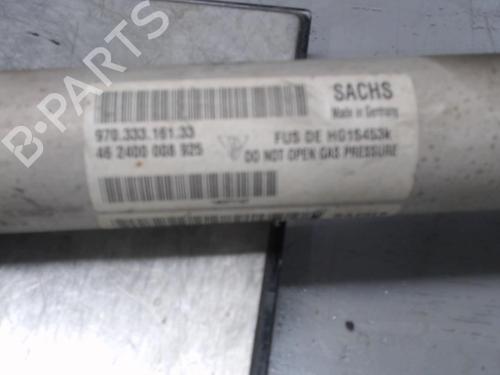 B-PARTS
SACHS
Made in Germany
970.333.161.33
FUS DE HG1S453k
46 2400 008 925
DO NOT OPEN GAS PRESSURE